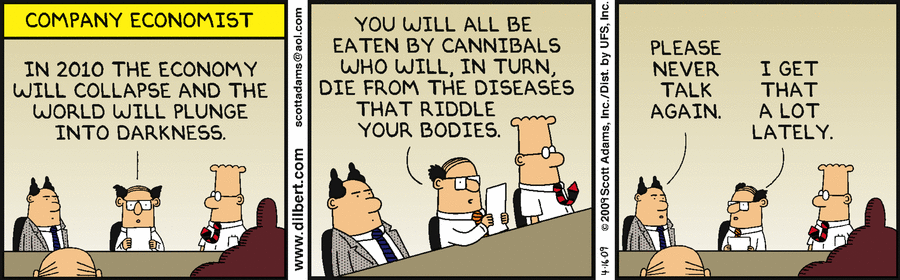 COMPANY ECONOMIST
IN 2010 THE ECONOMY
WILL COLLAPSE AND THE
WORLD WILL PLUNGE
INTO DARKNESS.
www.dilbert.com
scottadams@aol.com
YOU WILL ALL BE
EATEN BY CANNIBALS
WHO WILL, IN TURN,
DIE FROM THE DISEASES
THAT RIDDLE
YOUR BODIES.
4-16-09 ©2009 Scott Adams, Inc./Dist. by UFS, Inc.
PLEASE
NEVER
TALK
AGAIN.
I GET
THAT
A LOT
LATELY.